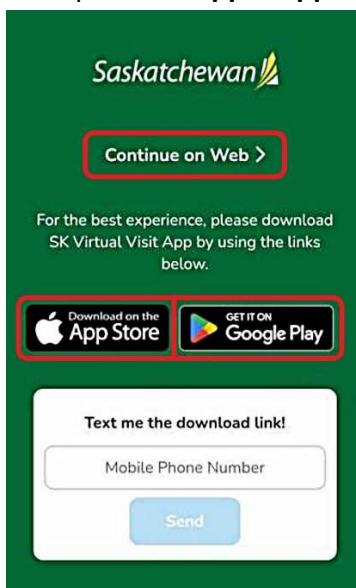 Saskatchewan
Continue on Web >
For the best experience, please download
SK Virtual Visit App by using the links
below.
Download on the
App Store
GET IT ON
Google Play
Text me the download link!
Mobile Phone Number
Send